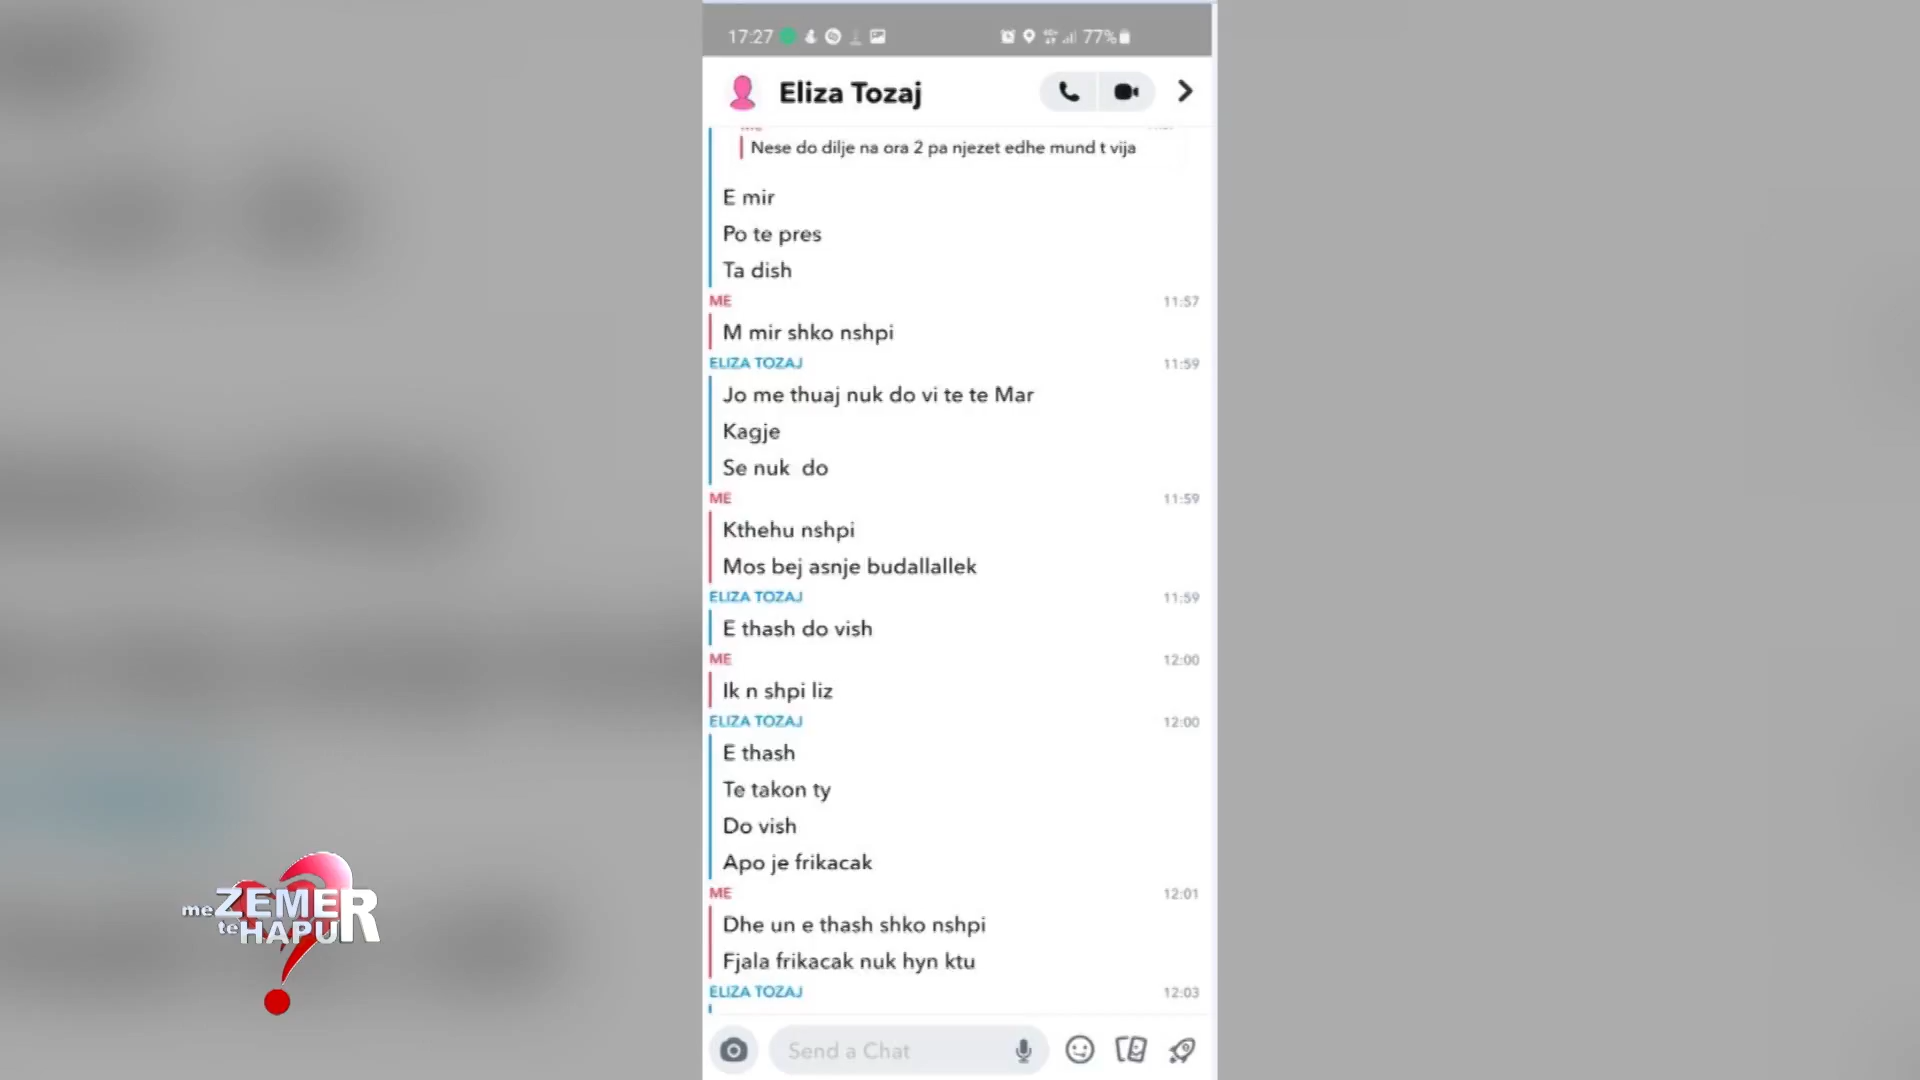 17:27
77%
Eliza Tozaj
Nese do dilje na ora 2 pa njezet edhe mund t vija
E mir
Po te pres
Ta dish
ME 11:57
M mir shko nshpi
ELIZA TOZAJ 11:59
Jo me thuaj nuk do vi te te Mar
Kagje
Se nuk do
ME 11:59
Kthehu nshpi
Mos bej asnje budallallek
ELIZA TOZAJ 11:59
E thash do vish
ME 12:00
Ik n shpi liz
ELIZA TOZAJ 12:00
E thash
Te takon ty
Do vish
Apo je frikacak
ME 12:01
Dhe un e thash shko nshpi
Fjala frikacak nuk hyn ktu
ELIZA TOZAJ 12:03
Send a Chat
me ZEMER
te HAPUR